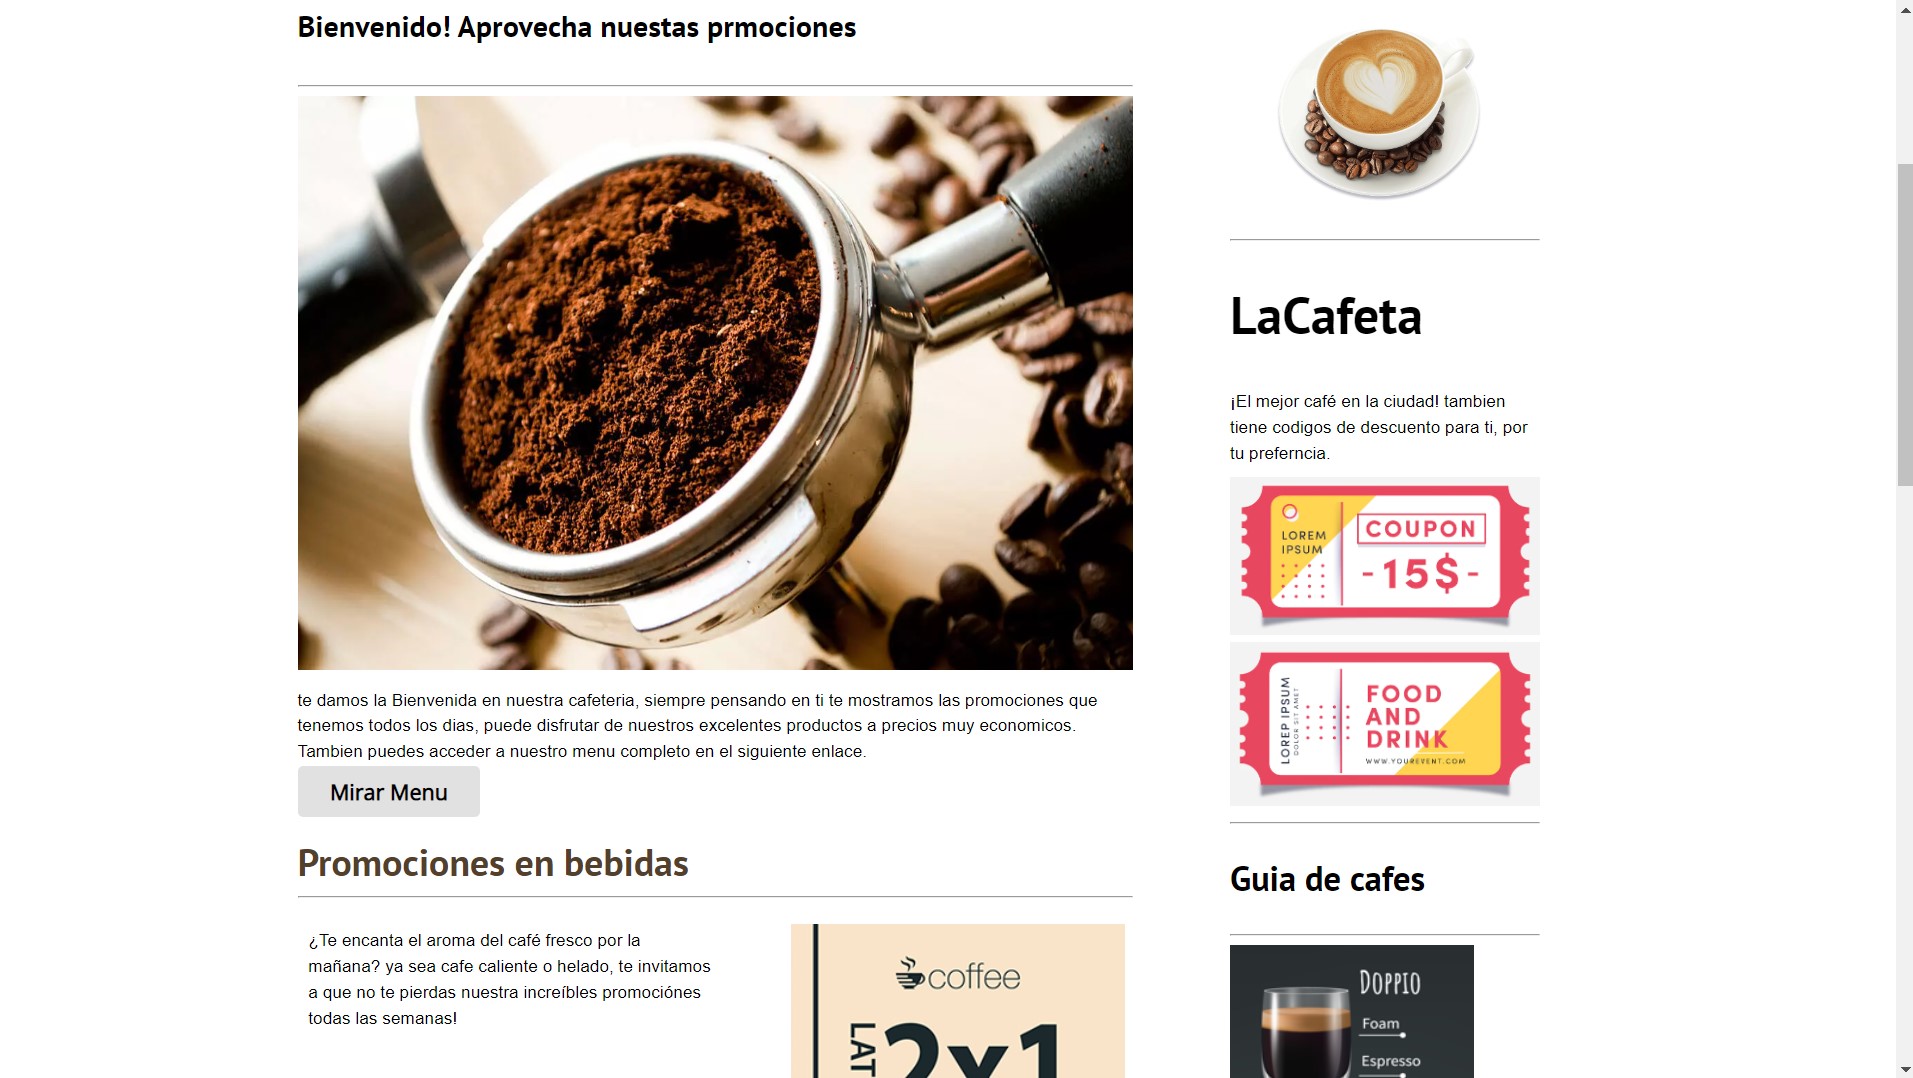 Bienvenido! Aprovecha nuestas prmociones
te damos la Bienvenida en nuestra cafeteria, siempre pensando en ti te mostramos las promociones que
tenemos todos los dias, puede disfrutar de nuestros excelentes productos a precios muy economicos.
Tambien puedes acceder a nuestro menu completo en el siguiente enlace.
Mirar Menu
Promociones en bebidas
¿Te encanta el aroma del café fresco por la
mañana? ya sea cafe caliente o helado, te invitamos
a que no te pierdas nuestra increíbles promociónes
todas las semanas!
coffee
LAT
2x1
LaCafeta
¡El mejor café en la ciudad! tambien
tiene codigos de descuento para ti, por
tu preferncia.
LOREM
IPSUM
COUPON
-15$-
LOREP IPSUM
DOLOR SIT AMET
FOOD
AND
DRINK
WWW.YOUREVENT.COM
Guia de cafes
DOPPIO
Foam
Espresso